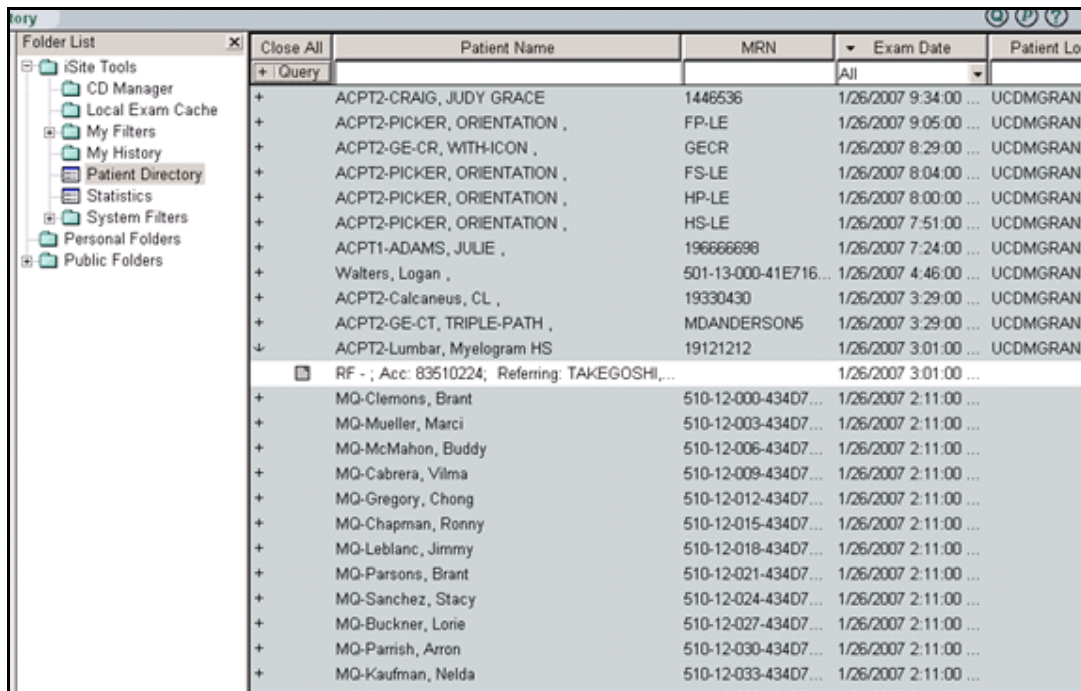 tory
Folder List
iSite Tools
CD Manager
Local Exam Cache
My Filters
My History
Patient Directory
Statistics
System Filters
Personal Folders
Public Folders
Close All Patient Name MRN Exam Date Patient Lo
+ Query All
+ ACPT2-CRAIG, JUDY GRACE 1446536 1/26/2007 9:34:00 ... UCDMGRAN
+ ACPT2-PICKER, ORIENTATION , FP-LE 1/26/2007 9:05:00 ... UCDMGRAN
+ ACPT2-GE-CR, WITH-ICON , GECR 1/26/2007 8:29:00 ... UCDMGRAN
+ ACPT2-PICKER, ORIENTATION , FS-LE 1/26/2007 8:04:00 ... UCDMGRAN
+ ACPT2-PICKER, ORIENTATION , HP-LE 1/26/2007 8:00:00 ... UCDMGRAN
+ ACPT2-PICKER, ORIENTATION , HS-LE 1/26/2007 7:51:00 ... UCDMGRAN
+ ACPT1-ADAMS, JULIE , 196666698 1/26/2007 7:24:00 ... UCDMGRAN
+ Walters, Logan , 501-13-000-41E716... 1/26/2007 4:46:00 ... UCDMGRAN
+ ACPT2-Calcaneus, CL , 19330430 1/26/2007 3:29:00 ... UCDMGRAN
+ ACPT2-GE-CT, TRIPLE-PATH , MDANDERSON5 1/26/2007 3:29:00 ... UCDMGRAN
ACPT2-Lumbar, Myelogram HS 19121212 1/26/2007 3:01:00 ... UCDMGRAN
RF - ; Acc: 83510224; Referring: TAKEGOSHI,... 1/26/2007 3:01:00 ...
+ MQ-Clemons, Brant 510-12-000-434D7... 1/26/2007 2:11:00 ...
+ MQ-Mueller, Marci 510-12-003-434D7... 1/26/2007 2:11:00 ...
+ MQ-McMahon, Buddy 510-12-006-434D7... 1/26/2007 2:11:00 ...
+ MQ-Cabrera, Vilma 510-12-009-434D7... 1/26/2007 2:11:00 ...
+ MQ-Gregory, Chong 510-12-012-434D7... 1/26/2007 2:11:00 ...
+ MQ-Chapman, Ronny 510-12-015-434D7... 1/26/2007 2:11:00 ...
+ MQ-Leblanc, Jimmy 510-12-018-434D7... 1/26/2007 2:11:00 ...
+ MQ-Parsons, Brant 510-12-021-434D7... 1/26/2007 2:11:00 ...
+ MQ-Sanchez, Stacy 510-12-024-434D7... 1/26/2007 2:11:00 ...
+ MQ-Buckner, Lorie 510-12-027-434D7... 1/26/2007 2:11:00 ...
+ MQ-Parrish, Arron 510-12-030-434D7... 1/26/2007 2:11:00 ...
+ MQ-Kaufman, Nelda 510-12-033-434D7... 1/26/2007 2:11:00 ...